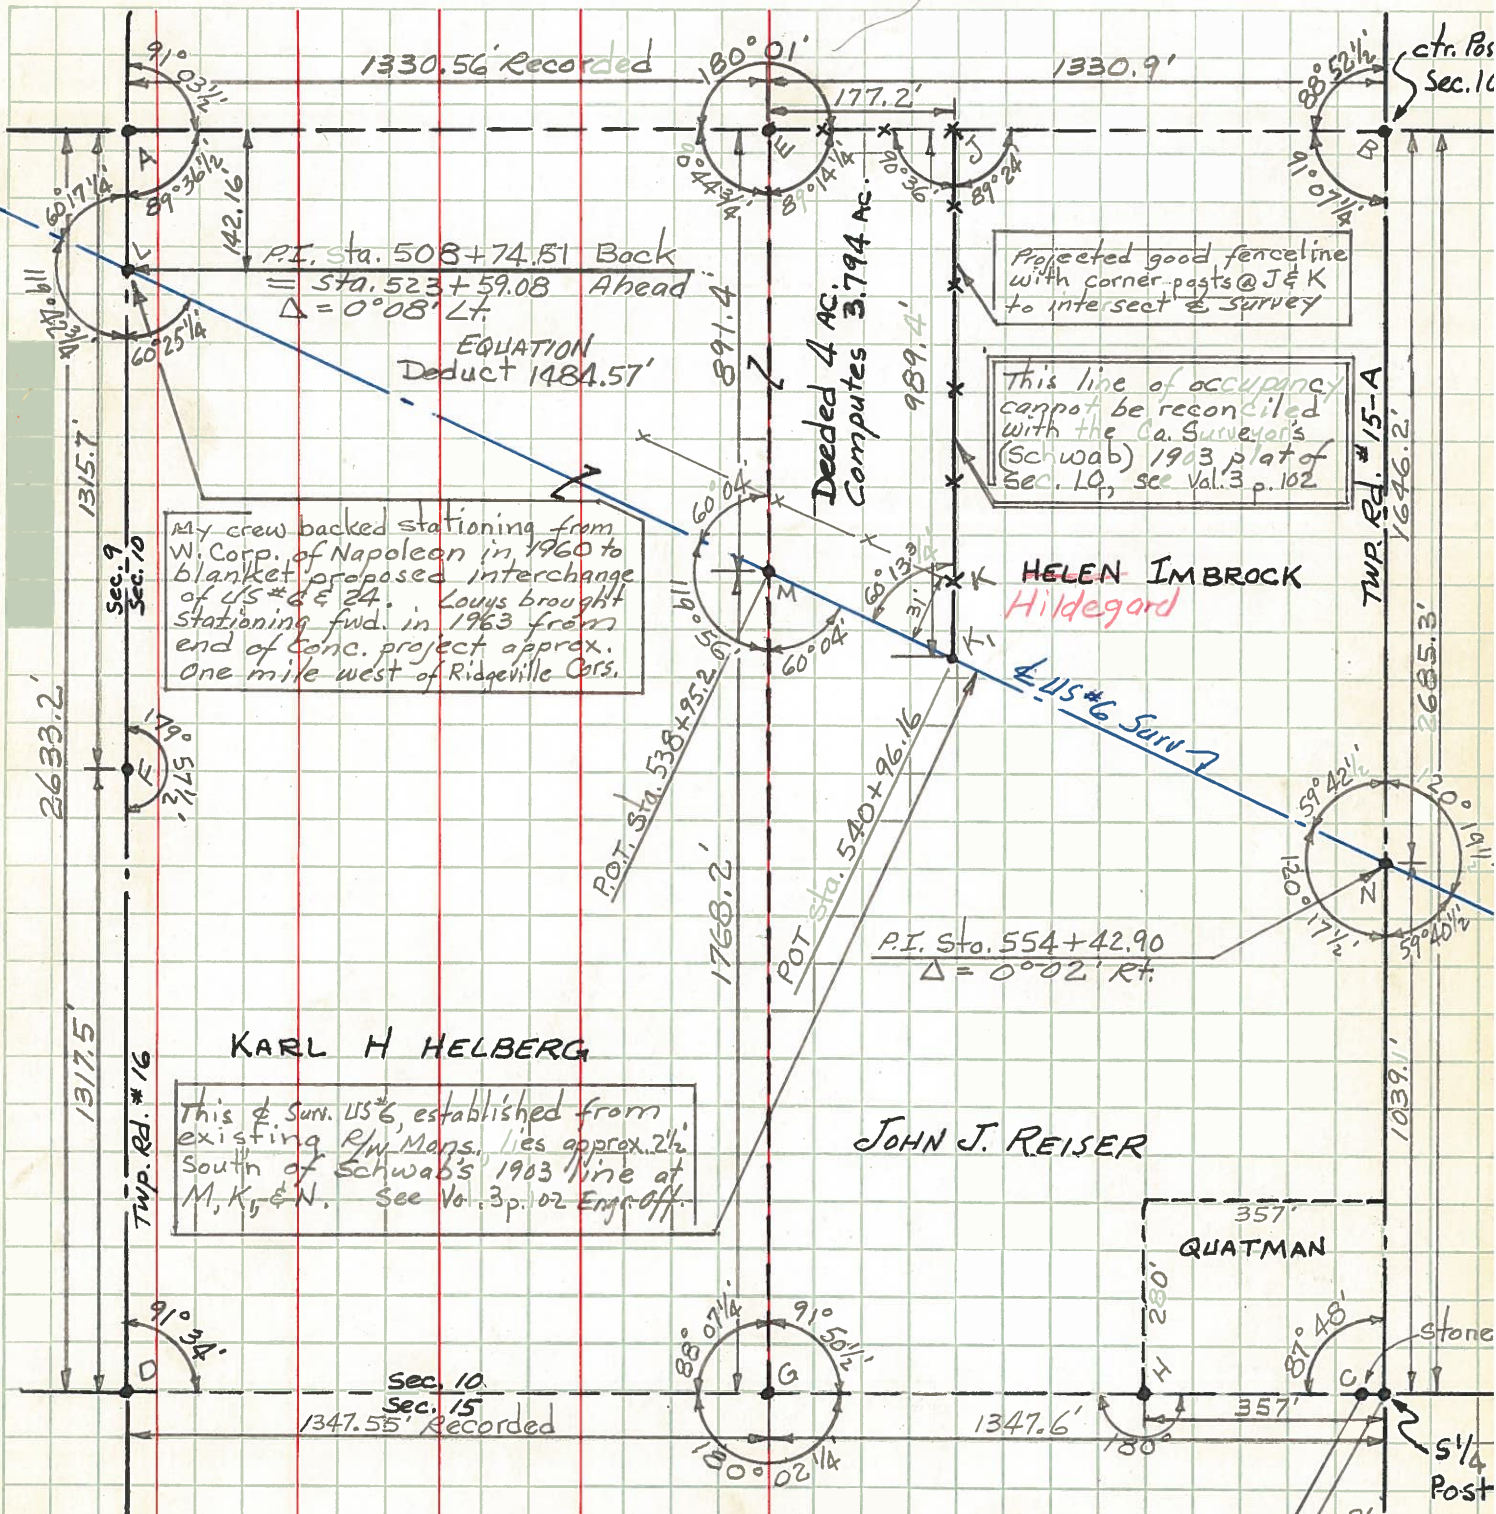 ctr. Pos
Sec. 10
1330.56' Recorded
180° 01'
1330.9'
177.2'
91° 03½'
88° 52½'
A
E
J
B
89° 36½'
142.16'
0° 44¾'
89° 14¼'
90° 36'
89° 24'
91° 07¼'
60° 17¼'
L
P.I. Sta. 508+74.51 Back
= Sta. 523+59.08 Ahead
Δ = 0°08' Lt.
EQUATION
Deduct 1484.57'
60° 25¼'
891.4'
Deeded 4 Ac.
Computes 3.794 Ac.
989.4'
Projected good fenceline
with corner posts @ J & K
to intersect ℄ Survey
This line of occupancy
cannot be reconciled
with the Co. Surveyor's
(Schwab) 1903 plat of
Sec. 10, see Vol. 3 p. 102
Twp. Rd. #15-A
1646.2'
2685.3'
1315.7'
2633.2'
Sec. 9
Sec. 10
My crew backed stationing from
W. Corp. of Napoleon in 1960 to
blanket proposed interchange
of US #6 & 24. Louys brought
Stationing fwd. in 1963 from
end of Conc. project approx.
One mile west of Ridgeville Cors.
60° 04'
M
119° 56'
60° 04'
60° 13'
K
K₁
HELEN IMBROCK
Hildegard
℄ US #6 Surv
179° 57½'
F
P.O.T. Sta. 538+95.2
POT Sta. 540+96.16
1768.2'
59° 42½'
120° 19½'
N
120° 17½'
59° 40½'
P.I. Sta. 554+42.90
Δ = 0°-02' Rt.
1317.5'
1039.1'
Twp. Rd. #16
KARL H HELBERG
This ℄ Surv. US #6, established from
existing R/W Mons., lies approx. 2½'
South of Schwab's 1903 line at
M, K₁, & N. See Vol. 3 p. 102 Engr. Off.
JOHN J. REISER
357'
QUATMAN
280'
91° 34'
D
88° 07¼'
91° 50½'
G
H
87° 48'
C
Stone
Sec. 10
Sec. 15
1347.55' Recorded
180° 02¼'
1347.6'
180°
357'
S ¼
Post